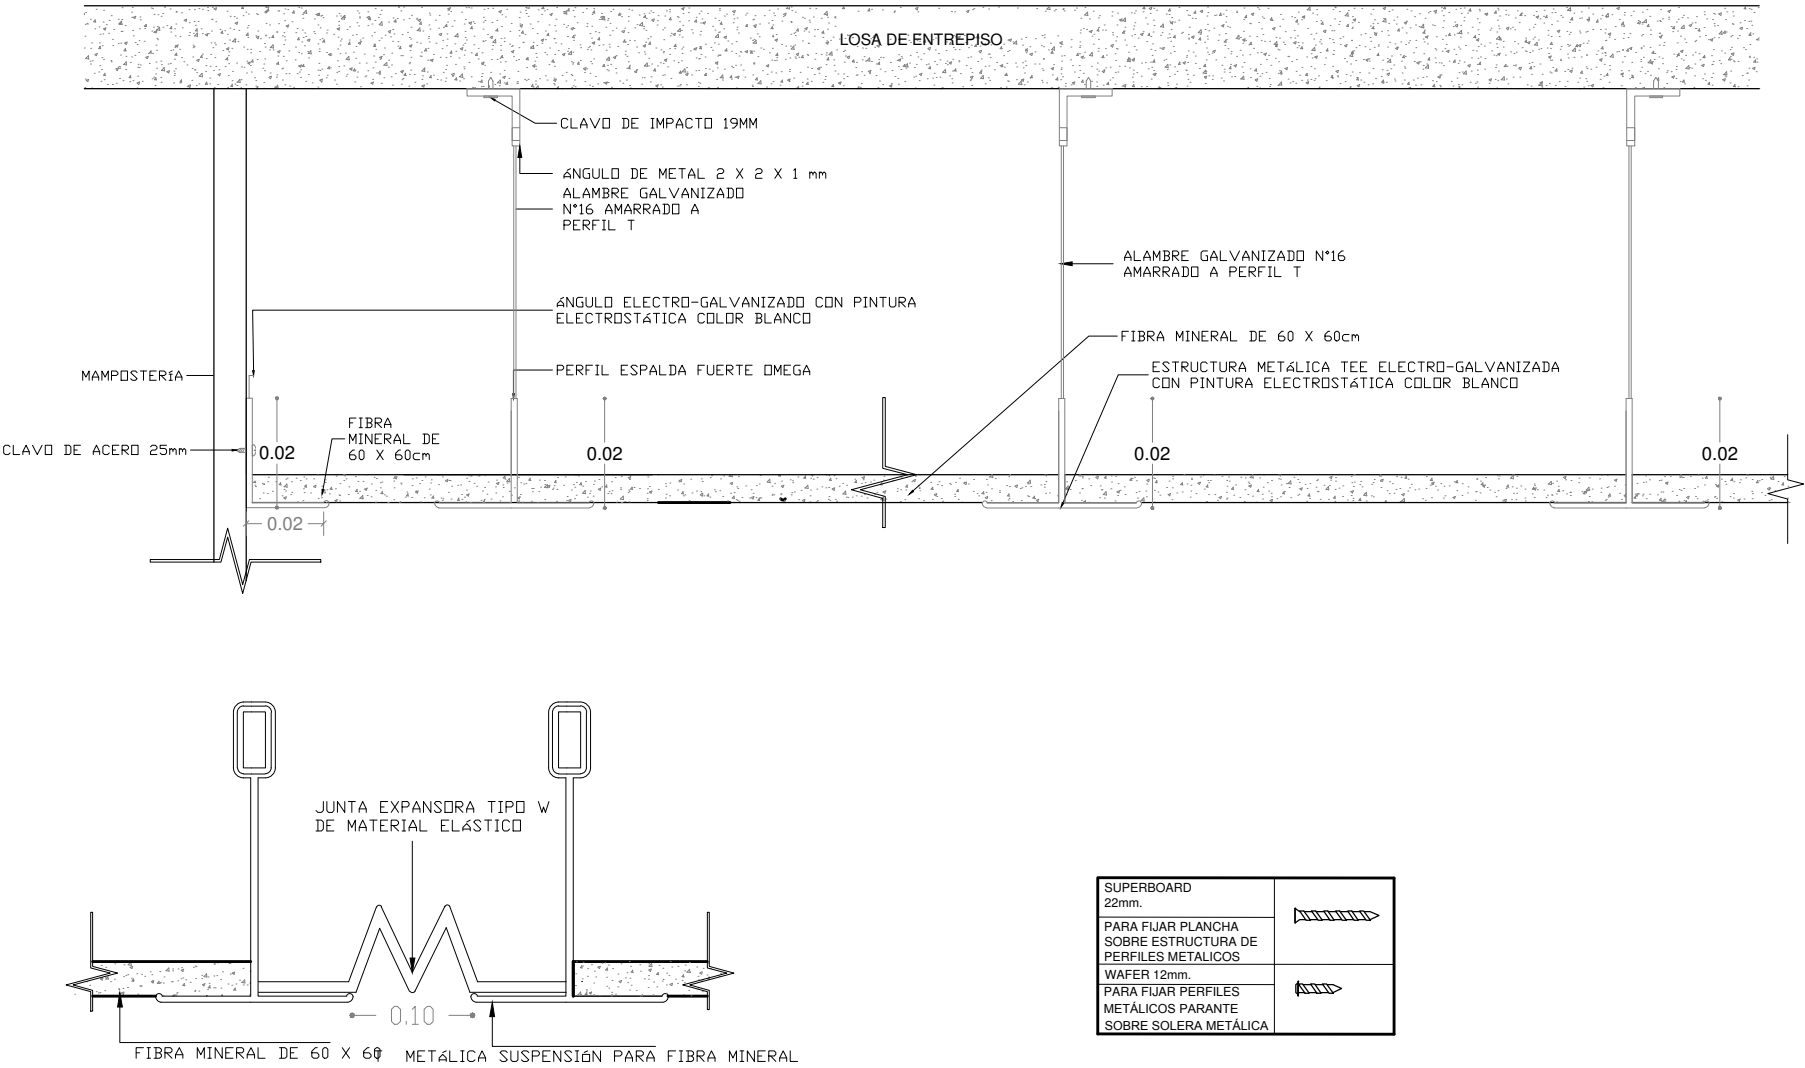 LOSA DE ENTREPISO
CLAVO DE IMPACTO 19MM
ÁNGULO DE METAL 2 X 2 X 1 mm
ALAMBRE GALVANIZADO
N°16 AMARRADO A
PERFIL T
ALAMBRE GALVANIZADO N°16
AMARRADO A PERFIL T
ÁNGULO ELECTRO-GALVANIZADO CON PINTURA
ELECTROSTÁTICA COLOR BLANCO
FIBRA MINERAL DE 60 X 60cm
PERFIL ESPALDA FUERTE OMEGA
ESTRUCTURA METÁLICA TEE ELECTRO-GALVANIZADA
CON PINTURA ELECTROSTÁTICA COLOR BLANCO
MAMPOSTERÍA
FIBRA
MINERAL DE
60 X 60cm
CLAVO DE ACERO 25mm
0.02
0.02
0.02
0.02
0.02
JUNTA EXPANSORA TIPO W
DE MATERIAL ELÁSTICO
0,10
FIBRA MINERAL DE 60 X 60
T METÁLICA SUSPENSIÓN PARA FIBRA MINERAL
SUPERBOARD
22mm.
PARA FIJAR PLANCHA
SOBRE ESTRUCTURA DE
PERFILES METALICOS
WAFER 12mm.
PARA FIJAR PERFILES
METÁLICOS PARANTE
SOBRE SOLERA METÁLICA